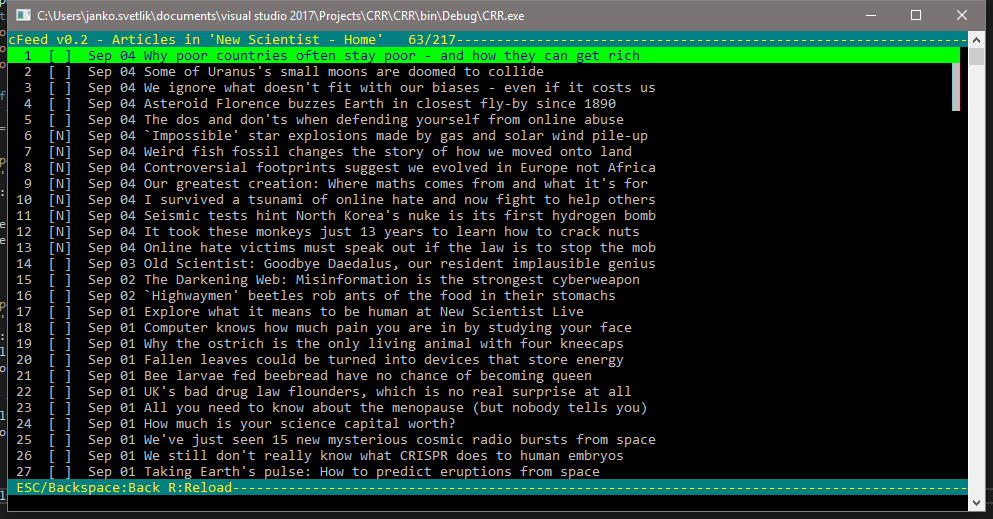 C:\Users\janko.svetlik\documents\visual studio 2017\Projects\CRR\CRR\bin\Debug\CRR.exe
cFeed v0.2 - Articles in 'New Scientist - Home'   63/217----------------------------------------------------------------
1  [ ]  Sep 04 Why poor countries often stay poor - and how they can get rich
2  [ ]  Sep 04 Some of Uranus's small moons are doomed to collide
3  [ ]  Sep 04 We ignore what doesn't fit with our biases - even if it costs us
4  [ ]  Sep 04 Asteroid Florence buzzes Earth in closest fly-by since 1890
5  [ ]  Sep 04 The dos and don'ts when defending yourself from online abuse
6  [N]  Sep 04 `Impossible' star explosions made by gas and solar wind pile-up
7  [N]  Sep 04 Weird fish fossil changes the story of how we moved onto land
8  [N]  Sep 04 Controversial footprints suggest we evolved in Europe not Africa
9  [N]  Sep 04 Our greatest creation: Where maths comes from and what it's for
10  [N]  Sep 04 I survived a tsunami of online hate and now fight to help others
11  [N]  Sep 04 Seismic tests hint North Korea's nuke is its first hydrogen bomb
12  [N]  Sep 04 It took these monkeys just 13 years to learn how to crack nuts
13  [N]  Sep 04 Online hate victims must speak out if the law is to stop the mob
14  [ ]  Sep 03 Old Scientist: Goodbye Daedalus, our resident implausible genius
15  [ ]  Sep 02 The Darkening Web: Misinformation is the strongest cyberweapon
16  [ ]  Sep 02 `Highwaymen' beetles rob ants of the food in their stomachs
17  [ ]  Sep 01 Explore what it means to be human at New Scientist Live
18  [ ]  Sep 01 Computer knows how much pain you are in by studying your face
19  [ ]  Sep 01 Why the ostrich is the only living animal with four kneecaps
20  [ ]  Sep 01 Fallen leaves could be turned into devices that store energy
21  [ ]  Sep 01 Bee larvae fed beebread have no chance of becoming queen
22  [ ]  Sep 01 UK's bad drug law flounders, which is no real surprise at all
23  [ ]  Sep 01 All you need to know about the menopause (but nobody tells you)
24  [ ]  Sep 01 How much is your science capital worth?
25  [ ]  Sep 01 We've just seen 15 new mysterious cosmic radio bursts from space
26  [ ]  Sep 01 We still don't really know what CRISPR does to human embryos
27  [ ]  Sep 01 Taking Earth's pulse: How to predict eruptions from space
ESC/Backspace:Back R:Reload--------------------------------------------------------------------------------------------